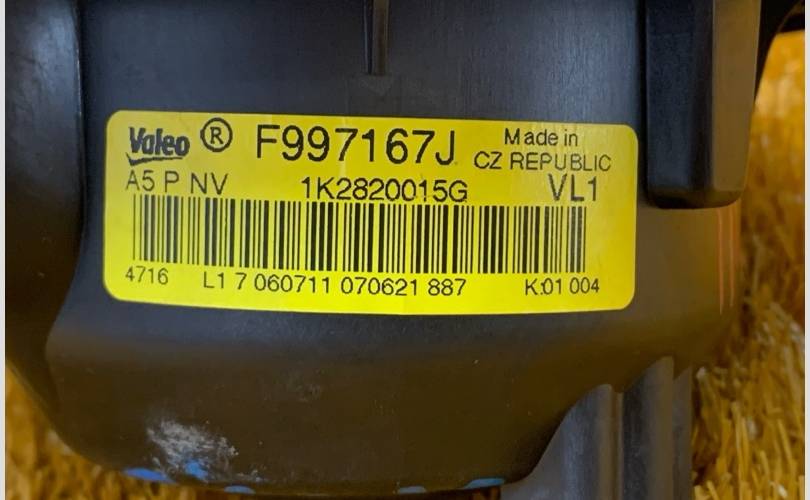 Valeo ® F997167J Made in
CZ REPUBLIC
A5 P NV 1K2820015G VL1
4716 L1 7 060711 070621 887 K:01 004